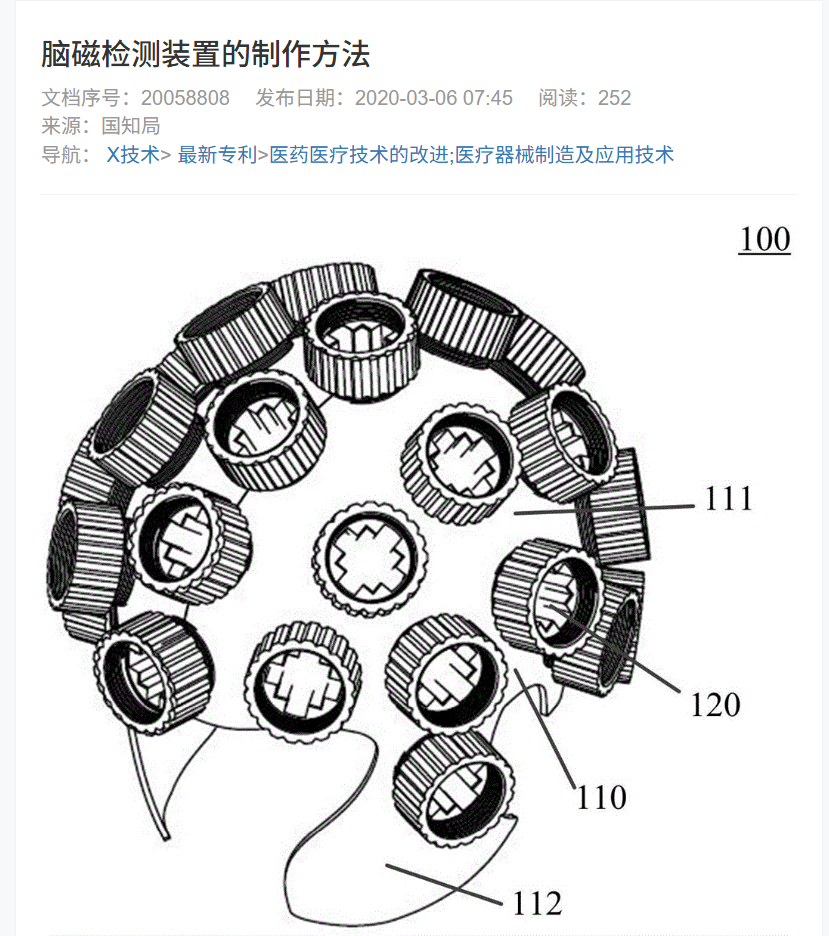 脑磁检测装置的制作方法
文档序号：20058808 发布日期：2020-03-06 07:45 阅读：252
来源：国知局
导航： X技术> 最新专利>医药医疗技术的改进;医疗器械制造及应用技术
100
111
120
110
112